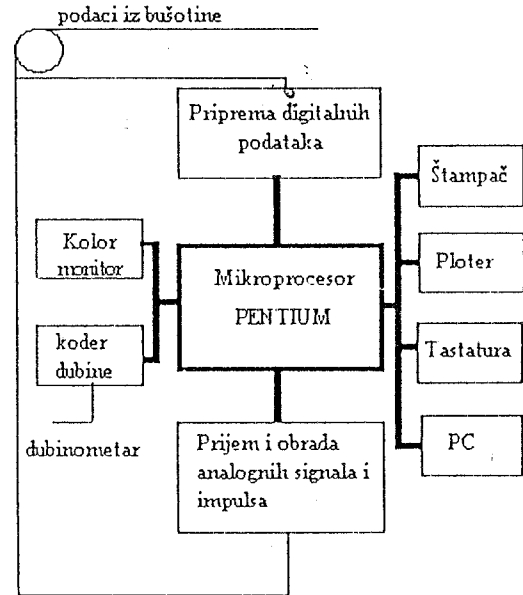 podaci iz bušotine
Priprema digitalnih
podataka
Štampač
Kolor
monitor
Mikroprocesor
PENTIUM
Ploter
koder
dubine
Tastatura
dubinometar
Prijem i obrada
analognih signala i
impulsa
PC